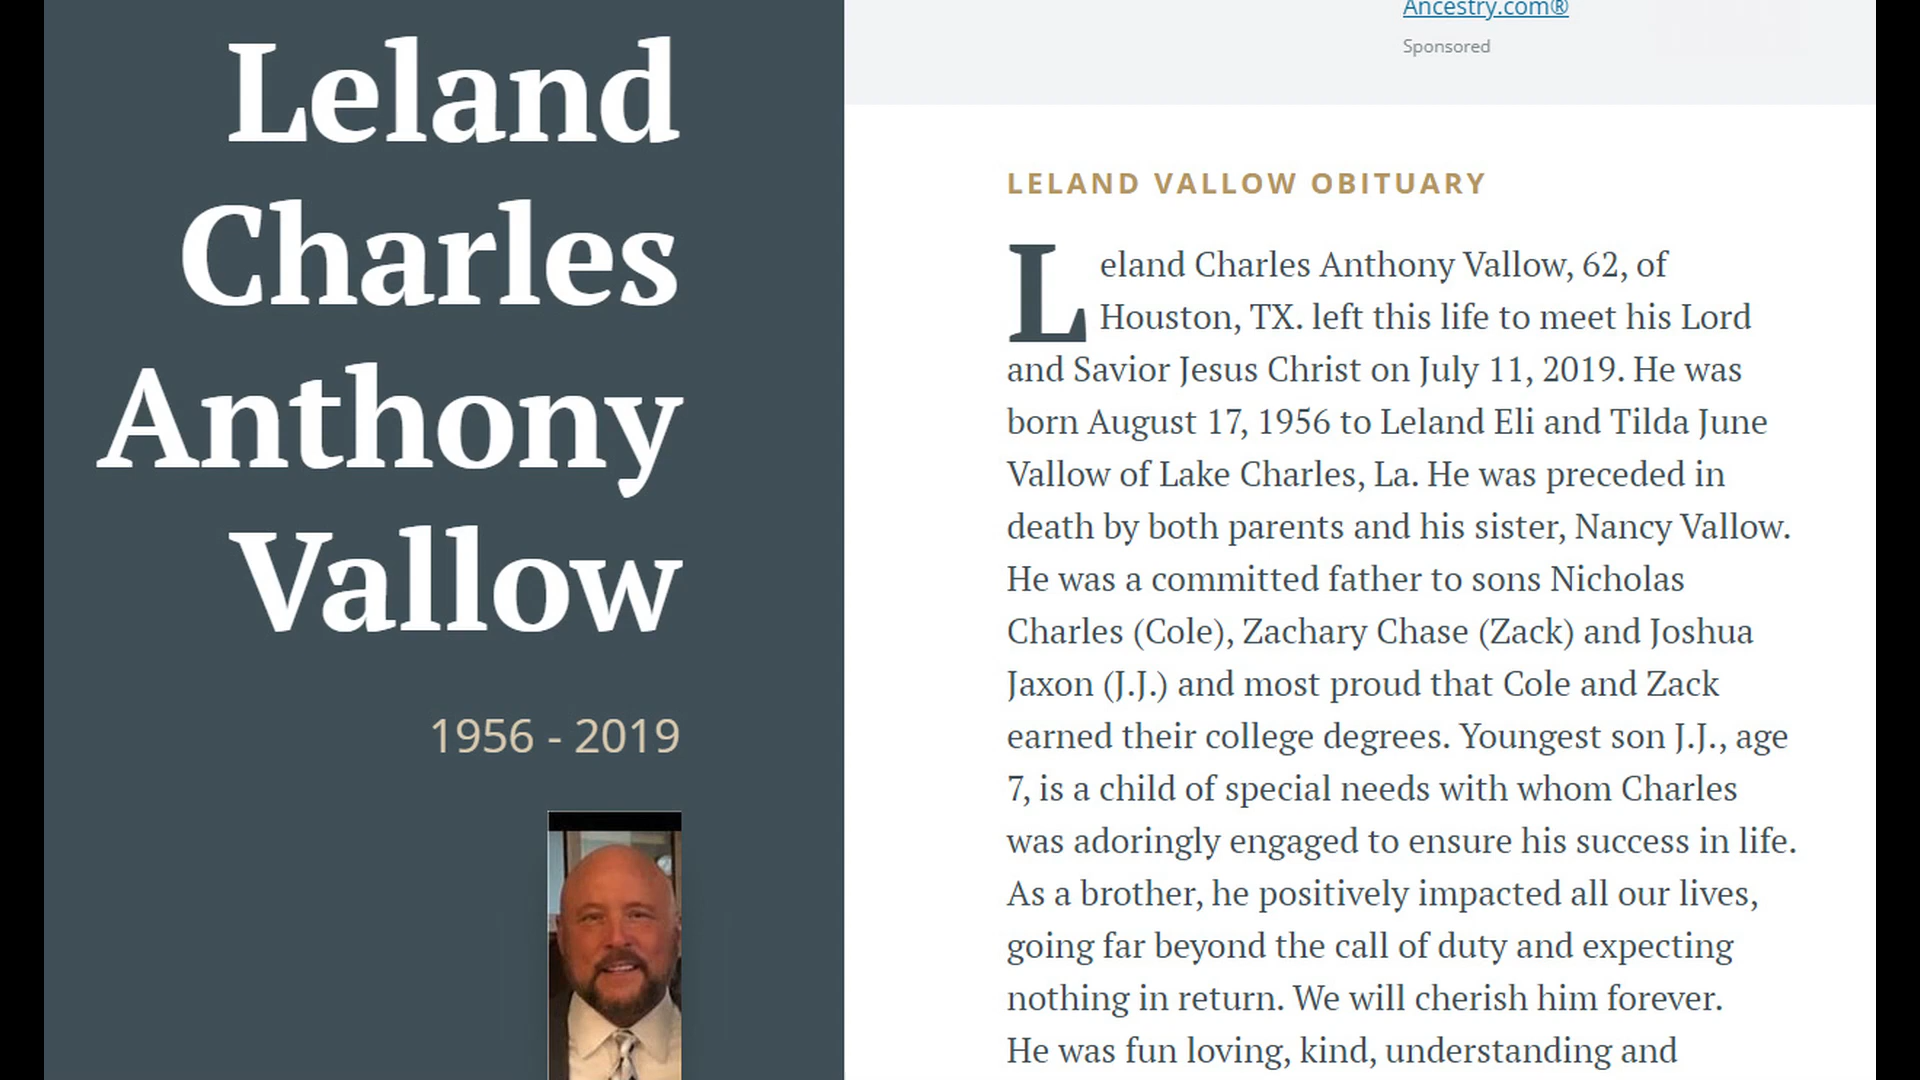 Leland
Charles
Anthony
Vallow
1956 - 2019
Ancestry.com®
Sponsored
LELAND VALLOW OBITUARY
Leland Charles Anthony Vallow, 62, of
Houston, TX. left this life to meet his Lord
and Savior Jesus Christ on July 11, 2019. He was
born August 17, 1956 to Leland Eli and Tilda June
Vallow of Lake Charles, La. He was preceded in
death by both parents and his sister, Nancy Vallow.
He was a committed father to sons Nicholas
Charles (Cole), Zachary Chase (Zack) and Joshua
Jaxon (J.J.) and most proud that Cole and Zack
earned their college degrees. Youngest son J.J., age
7, is a child of special needs with whom Charles
was adoringly engaged to ensure his success in life.
As a brother, he positively impacted all our lives,
going far beyond the call of duty and expecting
nothing in return. We will cherish him forever.
He was fun loving, kind, understanding and